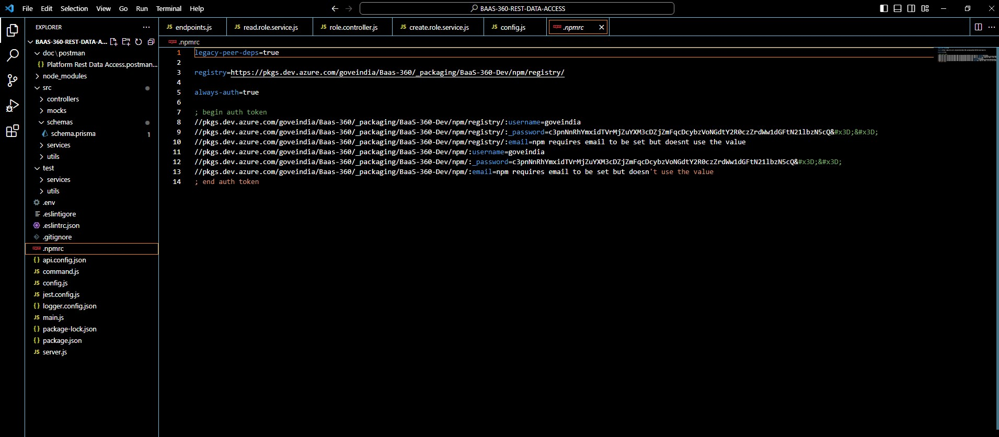 File Edit Selection View Go Run Terminal Help
BAAS-360-REST-DATA-ACCESS
EXPLORER
BAAS-360-REST-DATA-A...
doc\postman
Platform Rest Data Access.postman...
node_modules
src
controllers
mocks
schemas
schema.prisma 1
services
utils
test
services
utils
.env
.eslintigore
.eslintrc.json
.gitignore
.npmrc
api.config.json
command.js
config.js
jest.config.js
logger.config.json
main.js
package-lock.json
package.json
server.js
JS endpoints.js JS read.role.service.js JS role.controller.js JS create.role.service.js JS config.js .npmrc
.npmrc
1 legacy-peer-deps=true
2
3 registry=https://pkgs.dev.azure.com/goveindia/Baas-360/_packaging/BaaS-360-Dev/npm/registry/
4
5 always-auth=true
6
7 ; begin auth token
8 //pkgs.dev.azure.com/goveindia/Baas-360/_packaging/BaaS-360-Dev/npm/registry/:username=goveindia
9 //pkgs.dev.azure.com/goveindia/Baas-360/_packaging/BaaS-360-Dev/npm/registry/:_password=c3pnNnRhYmxidTVrMjZuYXM3cDZjZmFqcDcybzVoNGdtY2R0czZrdWw1dGFtN21lbzN5cQ&#x3D;&#x3D;
10 //pkgs.dev.azure.com/goveindia/Baas-360/_packaging/BaaS-360-Dev/npm/registry/:email=npm requires email to be set but doesnt use the value
11 //pkgs.dev.azure.com/goveindia/Baas-360/_packaging/BaaS-360-Dev/npm/:username=goveindia
12 //pkgs.dev.azure.com/goveindia/Baas-360/_packaging/BaaS-360-Dev/npm/:_password=c3pnNnRhYmxidTVrMjZuYXM3cDZjZmFqcDcybzVoNGdtY2R0czZrdWw1dGFtN21lbzN5cQ&#x3D;&#x3D;
13 //pkgs.dev.azure.com/goveindia/Baas-360/_packaging/BaaS-360-Dev/npm/:email=npm requires email to be set but doesn't use the value
14 ; end auth token